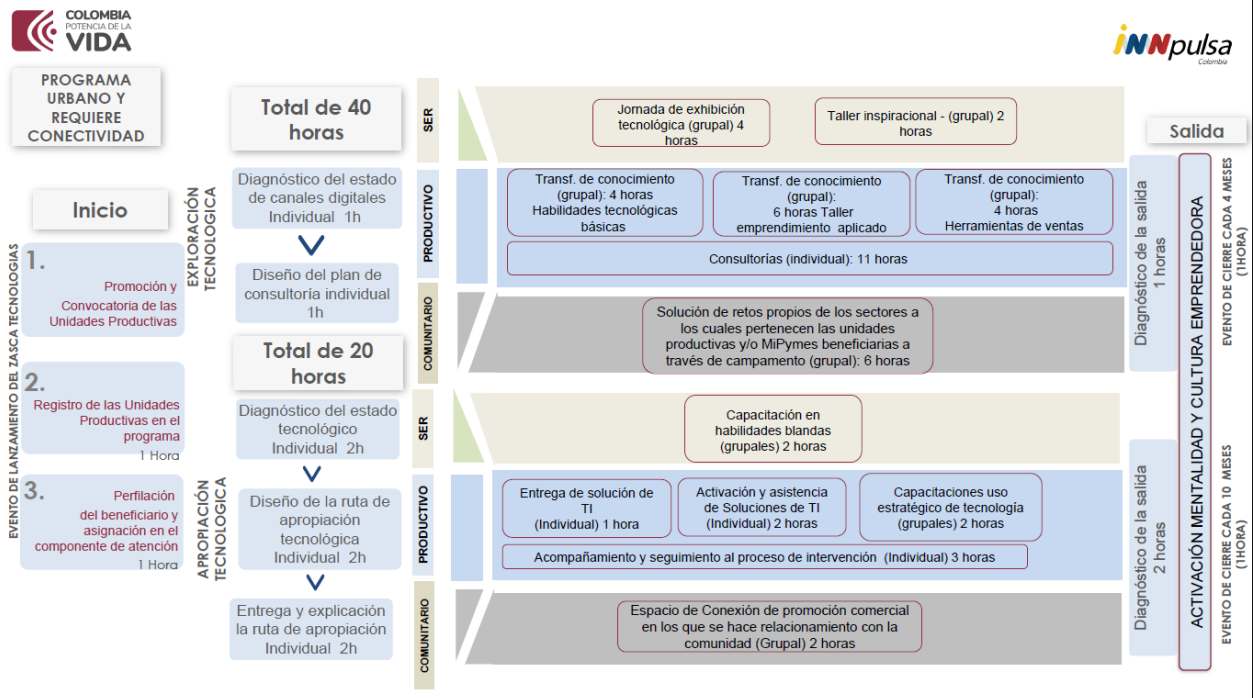 COLOMBIA
POTENCIA DE LA
VIDA
iNNpulsa
Colombia
PROGRAMA
URBANO Y
REQUIERE
CONECTIVIDAD
Inicio
EVENTO DE LANZAMIENTO DEL ZASCA TECNOLOGIAS
1.
Promoción y
Convocatoria de las
Unidades Productivas
2.
Registro de las Unidades
Productivas en el
programa
1 Hora
3.
Perfilación
del beneficiario y
asignación en el
componente de atención
1 Hora
EXPLORACIÓN
TECNOLOGICA
Total de 40
horas
Diagnóstico del estado
de canales digitales
Individual 1h
Diseño del plan de
consultoría individual
1h
SER
Jornada de exhibición
tecnológica (grupal) 4
horas
Taller inspiracional - (grupal) 2
horas
PRODUCTIVO
Transf. de conocimiento
(grupal): 4 horas
Habilidades tecnológicas
básicas
Transf. de conocimiento
(grupal):
6 horas Taller
emprendimiento aplicado
Transf. de conocimiento
(grupal):
4 horas
Herramientas de ventas
Consultorías (individual): 11 horas
COMUNITARIO
Solución de retos propios de los sectores a
los cuales pertenecen las unidades
productivas y/o MiPymes beneficiarias a
través de campamento (grupal): 6 horas
APROPIACIÓN
TECNOLOGICA
Total de 20
horas
Diagnóstico del estado
tecnológico
Individual 2h
Diseño de la ruta de
apropiación
tecnológica
Individual 2h
Entrega y explicación
la ruta de apropiación
Individual 2h
SER
Capacitación en
habilidades blandas
(grupales) 2 horas
PRODUCTIVO
Entrega de solución de
TI
(Individual) 1 hora
Activación y asistencia
de Soluciones de TI
(Individual) 2 horas
Capacitaciones uso
estratégico de tecnología
(grupales) 2 horas
Acompañamiento y seguimiento al proceso de intervención (Individual) 3 horas
COMUNITARIO
Espacio de Conexión de promoción comercial
en los que se hace relacionamiento con la
comunidad (Grupal) 2 horas
Salida
Diagnóstico de la salida
1 horas
Diagnóstico de la salida
2 horas
ACTIVACIÓN MENTALIDAD Y CULTURA EMPRENDEDORA
EVENTO DE CIERRE CADA 4 MESES
(1HORA)
EVENTO DE CIERRE CADA 10 MESES
(1HORA)